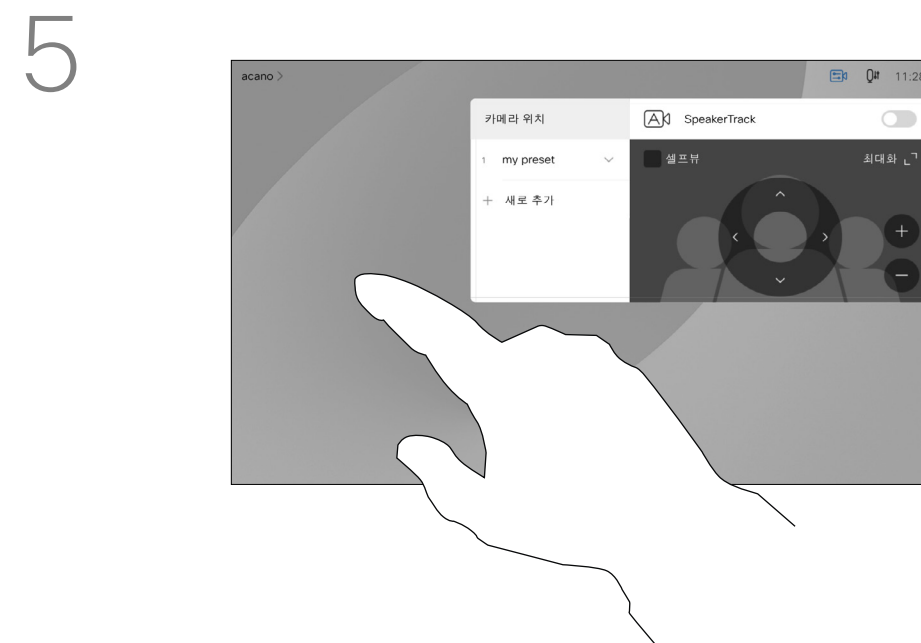 5
acano >
11:28
카메라 위치
SpeakerTrack
1 my preset
셀프뷰
최대화
+ 새로 추가